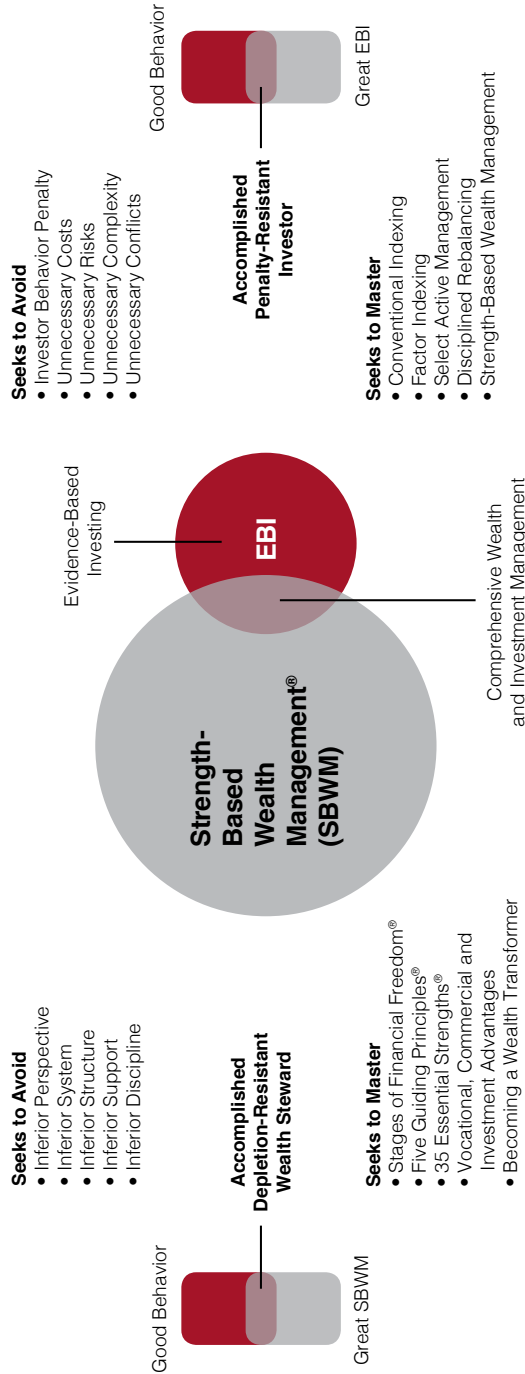 Good Behavior
Great SBWM
Accomplished
Depletion-Resistant
Wealth Steward
Seeks to Avoid
• Inferior Perspective
• Inferior System
• Inferior Structure
• Inferior Support
• Inferior Discipline
Seeks to Master
• Stages of Financial Freedom®
• Five Guiding Principles®
• 35 Essential Strengths®
• Vocational, Commercial and
Investment Advantages
• Becoming a Wealth Transformer
Strength-
Based
Wealth
Management®
(SBWM)
Evidence-Based
Investing
EBI
Comprehensive Wealth
and Investment Management
Seeks to Avoid
• Investor Behavior Penalty
• Unnecessary Costs
• Unnecessary Risks
• Unnecessary Complexity
• Unnecessary Conflicts
Accomplished
Penalty-Resistant
Investor
Seeks to Master
• Conventional Indexing
• Factor Indexing
• Select Active Management
• Disciplined Rebalancing
• Strength-Based Wealth Management
Good Behavior
Great EBI